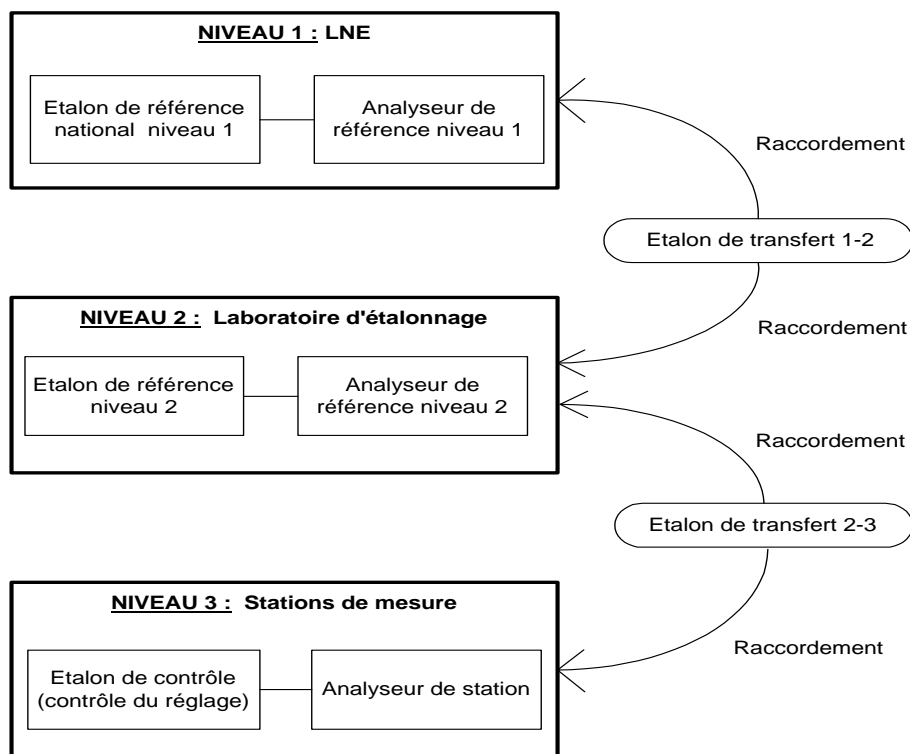 NIVEAU 1 : LNE
Etalon de référence
national niveau 1
Analyseur de
référence niveau 1
Raccordement
Etalon de transfert 1-2
Raccordement
NIVEAU 2 : Laboratoire d'étalonnage
Etalon de référence
niveau 2
Analyseur de
référence niveau 2
Raccordement
Etalon de transfert 2-3
Raccordement
NIVEAU 3 : Stations de mesure
Etalon de contrôle
(contrôle du réglage)
Analyseur de station